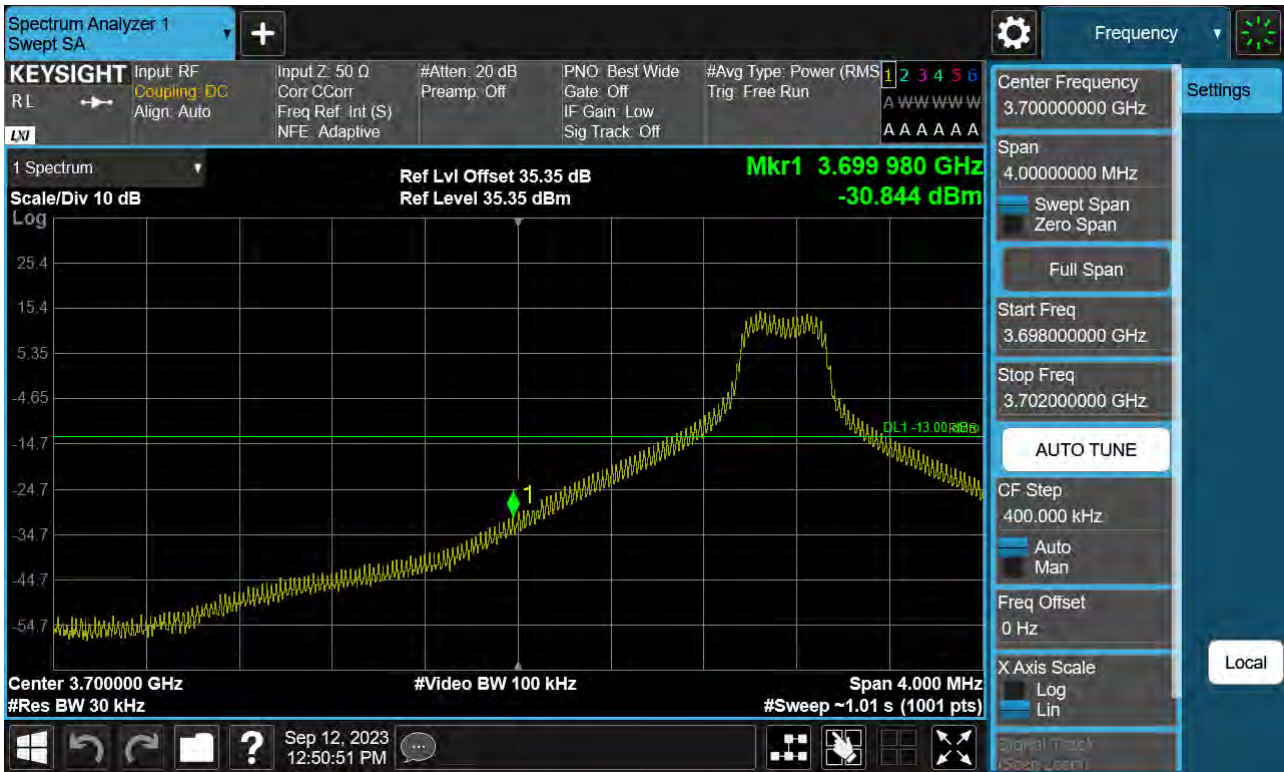 Spectrum Analyzer 1
Swept SA
+
Frequency
KEYSIGHT
RL
LXI
Input: RF
Coupling: DC
Align: Auto
Input Z: 50 Ω
Corr CCorr
Freq Ref: Int (S)
NFE: Adaptive
#Atten: 20 dB
Preamp: Off
PNO: Best Wide
Gate: Off
IF Gain: Low
Sig Track: Off
#Avg Type: Power (RMS
Trig: Free Run
1 2 3 4 5 6
A W W W W W
A A A A A A
1 Spectrum
Scale/Div 10 dB
Log
Ref Lvl Offset 35.35 dB
Ref Level 35.35 dBm
Mkr1 3.699 980 GHz
-30.844 dBm
25.4
15.4
5.35
-4.65
-14.7
-24.7
-34.7
-44.7
-54.7
DL1 -13.00
1
Center 3.700000 GHz
#Res BW 30 kHz
#Video BW 100 kHz
Span 4.000 MHz
#Sweep ~1.01 s (1001 pts)
Center Frequency
3.700000000 GHz
Span
4.00000000 MHz
Swept Span
Zero Span
Full Span
Start Freq
3.698000000 GHz
Stop Freq
3.702000000 GHz
AUTO TUNE
CF Step
400.000 kHz
Auto
Man
Freq Offset
0 Hz
X Axis Scale
Log
Lin
Signal Track
(Span Zoom)
Settings
Local
?
Sep 12, 2023
12:50:51 PM